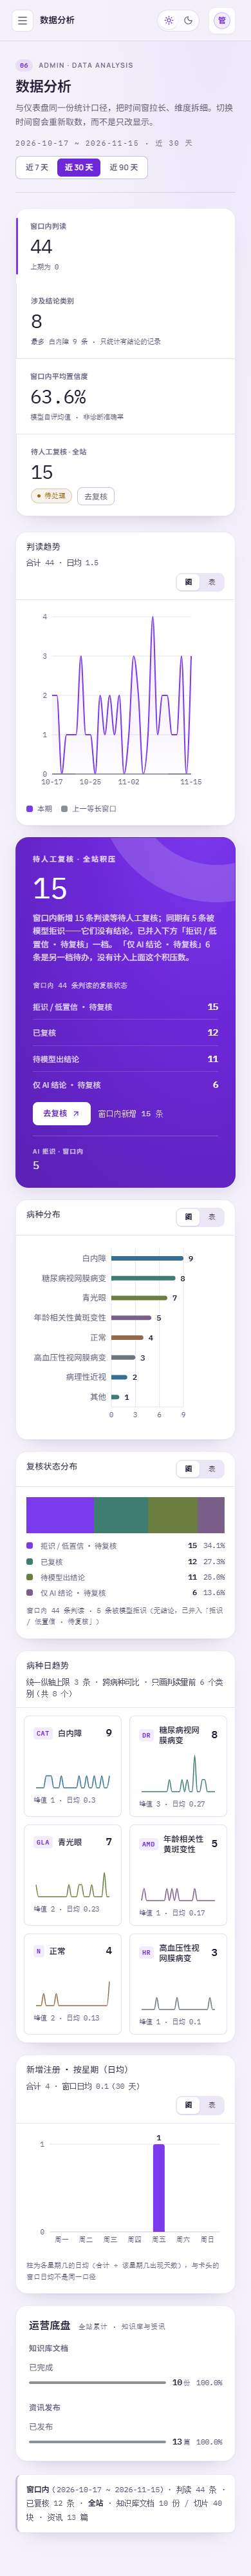 数据分析
管
06 ADMIN · DATA ANALYSIS
数据分析
与仪表盘同一份统计口径，把时间窗拉长、维度拆细。切换
时间窗会重新取数，而不是只改显示。
2026-10-17 ~ 2026-11-15 · 近 30 天
近 7 天 近 30 天 近 90 天
窗口内判读
44
上期为 0
涉及结论类别
8
最多 白内障 9 条 · 只统计有结论的记录
窗口内平均置信度
63.6%
模型自评均值 · 非诊断准确率
待人工复核 · 全站
15
待处理 去复核
判读趋势
合计 44 · 日均 1.5
图 表
4
3
2
1
0
10-17 10-25 11-02 11-15
本期 上一等长窗口
待人工复核 · 全站积压
15
窗口内新增 15 条判读等待人工复核；同期有 5 条被
模型拒识——它们没有结论，已并入下方「拒识 / 低
置信 · 待复核」一档。「仅 AI 结论 · 待复核」6
条是另一档待办，没有计入上面这个积压数。
窗口内 44 条判读的复核状态
拒识 / 低置信 · 待复核 15
已复核 12
待模型出结论 11
仅 AI 结论 · 待复核 6
去复核 窗口内新增 15 条
AI 拒识 · 窗口内
5
病种分布
图 表
白内障 9
糖尿病视网膜病变 8
青光眼 7
年龄相关性黄斑变性 5
正常 4
高血压性视网膜病变 3
病理性近视 2
其他 1
0 3 6 9
复核状态分布
图 表
拒识 / 低置信 · 待复核 15 34.1%
已复核 12 27.3%
待模型出结论 11 25.0%
仅 AI 结论 · 待复核 6 13.6%
窗口内 44 条判读 · 5 条被模型拒识（无结论，已并入「拒识
/ 低置信 · 待复核」）
病种日趋势
统一纵轴上限 3 条 · 跨病种可比 · 只画判读量前 6 个类
别（共 8 个）
CAT 白内障 9
峰值 1 · 日均 0.3
DR 糖尿病视网
膜病变 8
峰值 3 · 日均 0.27
GLA 青光眼 7
峰值 2 · 日均 0.23
AMD 年龄相关性
黄斑变性 5
峰值 1 · 日均 0.17
N 正常 4
峰值 2 · 日均 0.13
HR 高血压性视
网膜病变 3
峰值 1 · 日均 0.1
新增注册 · 按星期（日均）
合计 4 · 窗口日均 0.1（30 天）
图 表
1
1
0
周一 周二 周三 周四 周五 周六 周日
柱为各星期几的日均（合计 ÷ 该星期几出现天数），与卡头的
窗口日均不是同一口径
运营底盘 全站累计 · 知识库与资讯
知识库文档
已完成
10 份 100.0%
资讯发布
已发布
13 篇 100.0%
窗口内（2026-10-17 ~ 2026-11-15）· 判读 44 条 ·
已复核 12 条 · 全站 · 知识库文档 10 份 / 切片 40
块 · 资讯 13 篇